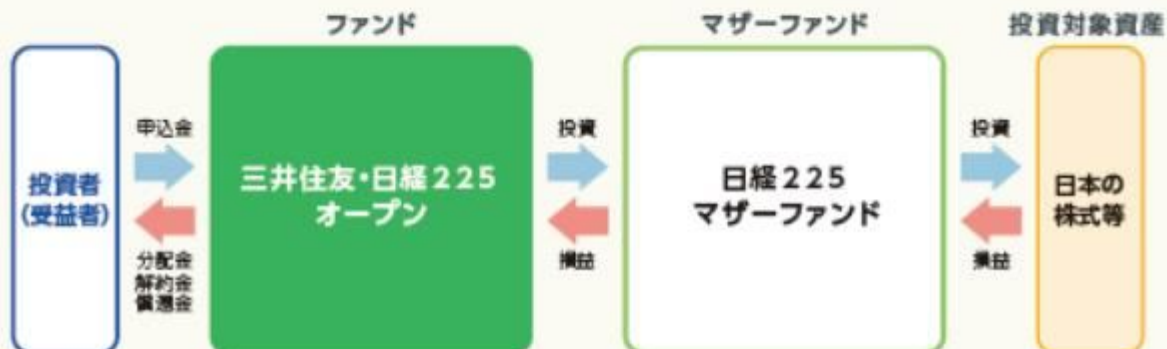 ファンド
マザーファンド
投資対象資産
投資者
(受益者)
申込金
分配金
解約金
償還金
三井住友・日経225
オープン
投資
損益
日経225
マザーファンド
投資
損益
日本の
株式等